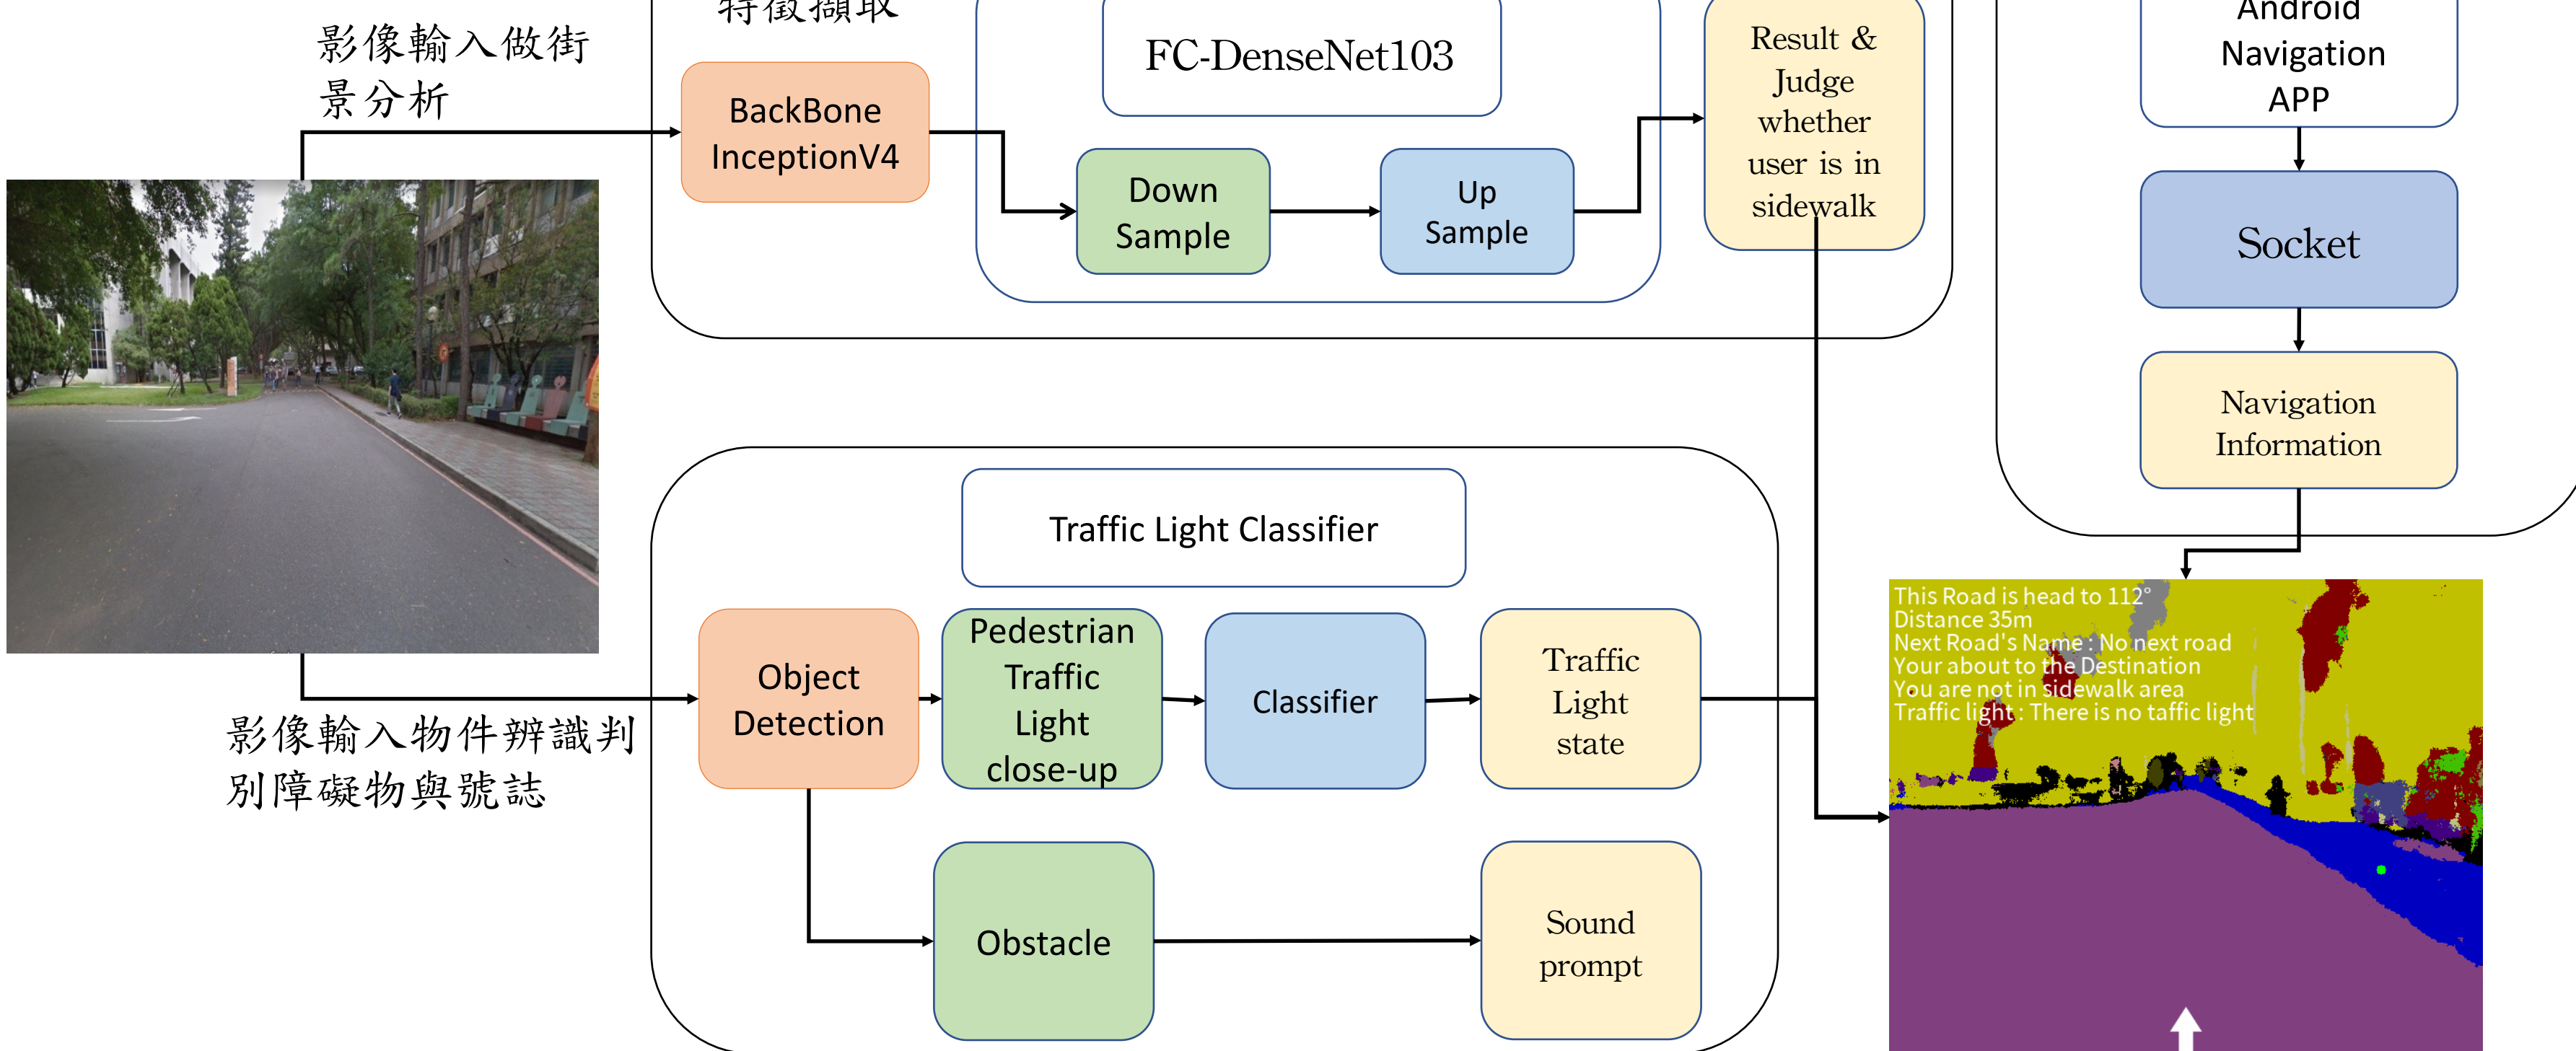 特徵擷取
影像輸入做街
景分析
BackBone
InceptionV4
FC-DenseNet103
Down
Sample
Up
Sample
Result &
Judge
whether
user is in
sidewalk
Android
Navigation
APP
Socket
Navigation
Information
影像輸入物件辨識判
別障礙物與號誌
Traffic Light Classifier
Object
Detection
Pedestrian
Traffic
Light
close-up
Classifier
Traffic
Light
state
Obstacle
Sound
prompt
This Road is head to 112°
Distance 35m
Next Road's Name : No next road
Your about to the Destination
You are not in sidewalk area
Traffic light : There is no taffic light